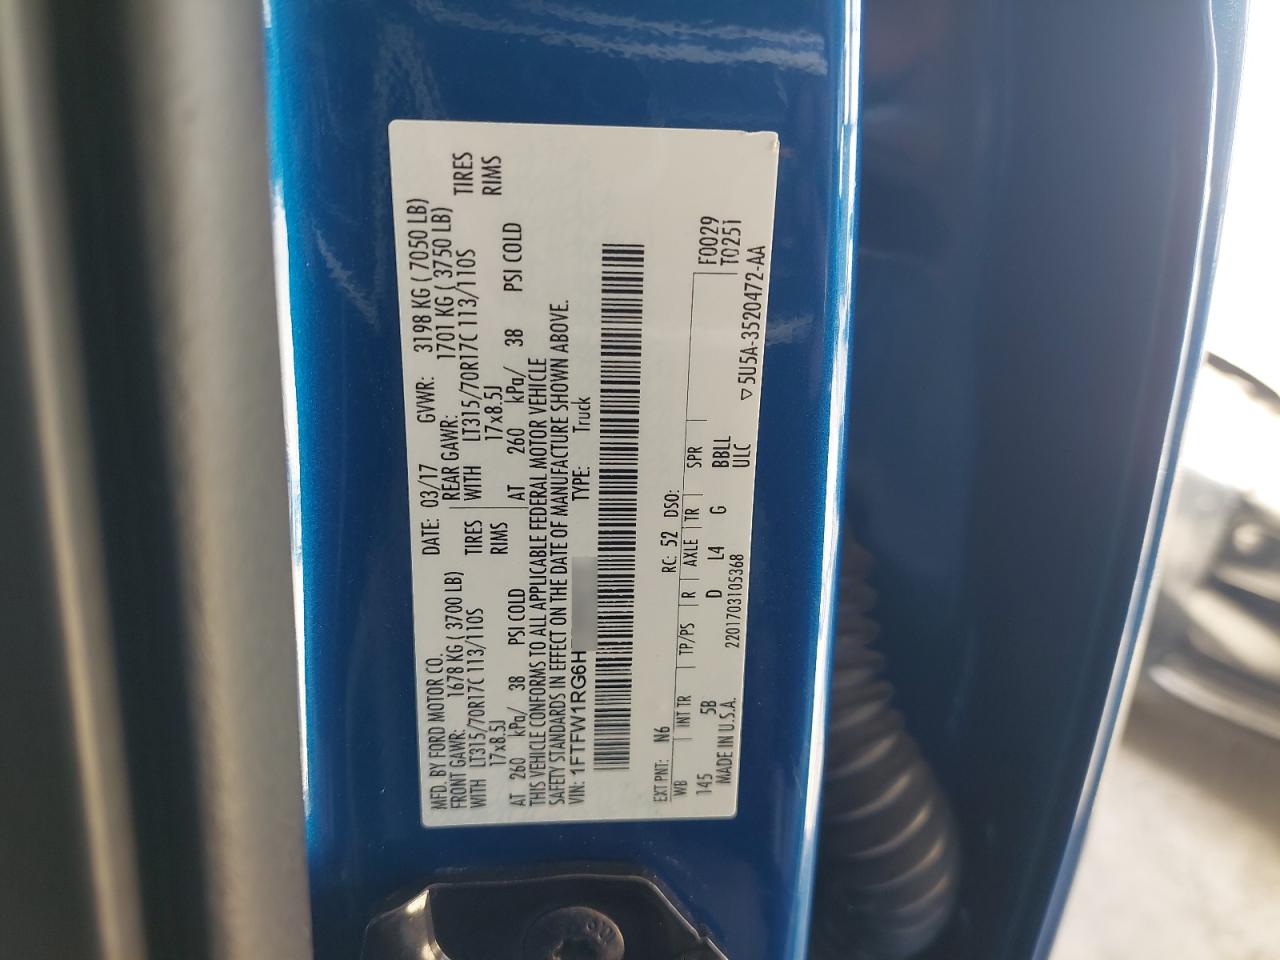 MFD. BY FORD MOTOR CO. DATE: 03/17 GVWR: 3198 KG ( 7050 LB)
FRONT GAWR: 1678 KG ( 3700 LB) REAR GAWR: 1701 KG ( 3750 LB)
WITH LT315/70R17C 113/110S TIRES WITH LT315/70R17C 113/110S TIRES
17x8.5J RIMS 17x8.5J RIMS
AT 260 kPa/ 38 PSI COLD AT 260 kPa/ 38 PSI COLD
THIS VEHICLE CONFORMS TO ALL APPLICABLE FEDERAL MOTOR VEHICLE
SAFETY STANDARDS IN EFFECT ON THE DATE OF MANUFACTURE SHOWN ABOVE.
VIN: 1FTFW1RG6H TYPE: Truck
EXT PNT: N6 RC: 52 DSO:
WB INT TR TP/PS R AXLE TR SPR F0029
145 5B D L4 G BBLL T0251
MADE IN U.S.A. 2201703105368 ULC ▽5U5A-3520472-AA